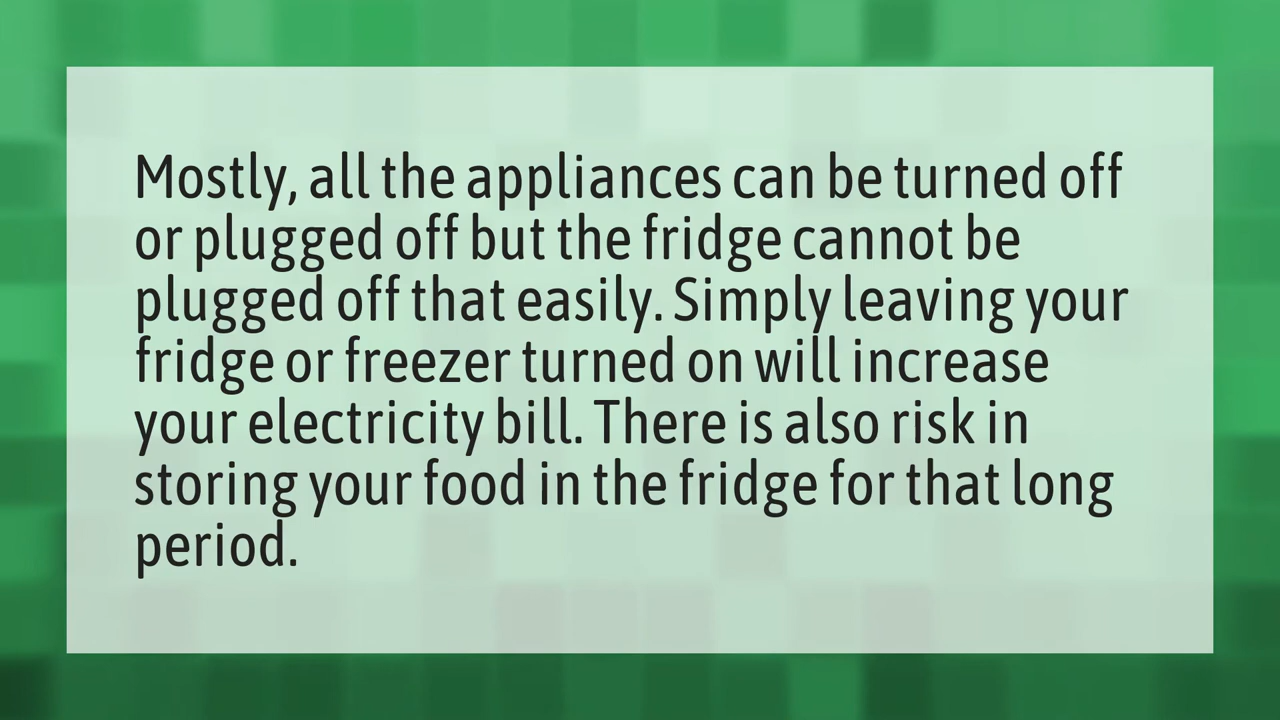 Mostly, all the appliances can be turned off
or plugged off but the fridge cannot be
plugged off that easily. Simply leaving your
fridge or freezer turned on will increase
your electricity bill. There is also risk in
storing your food in the fridge for that long
period.